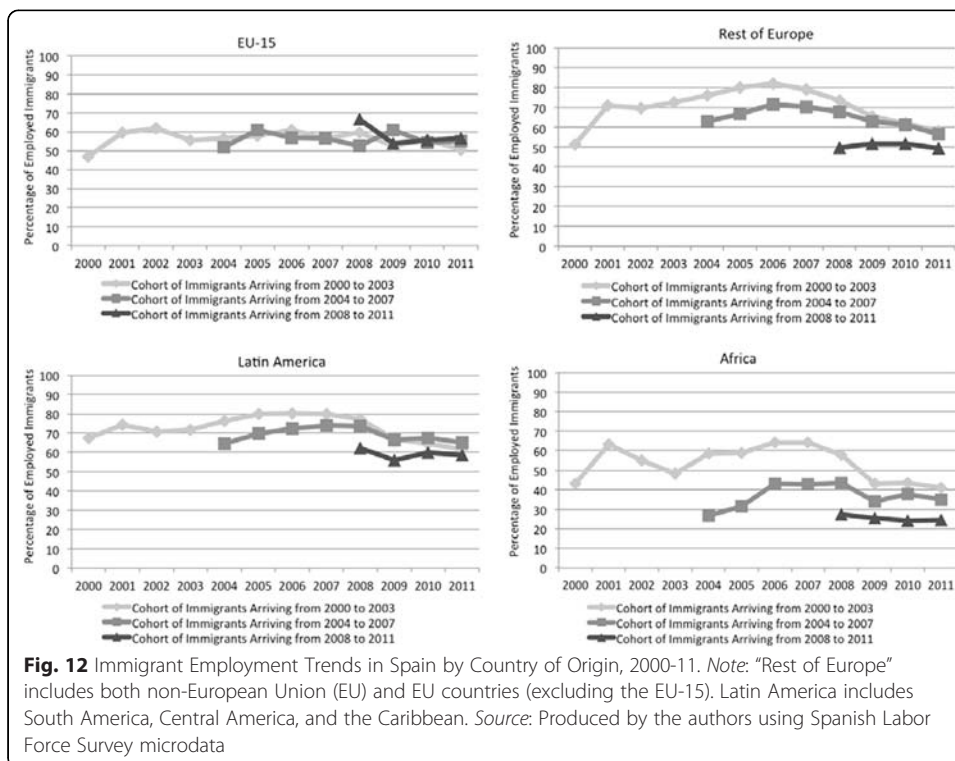 EU-15
Percentage of Employed Immigrants
100
90
80
70
60
50
40
30
20
10
0
2000 2001 2002 2003 2004 2005 2006 2007 2008 2009 2010 2011
Cohort of Immigrants Arriving from 2000 to 2003
Cohort of Immigrants Arriving from 2004 to 2007
Cohort of Immigrants Arriving from 2008 to 2011
Rest of Europe
Percentage of Employed Immigrants
100
90
80
70
60
50
40
30
20
10
0
2000 2001 2002 2003 2004 2005 2006 2007 2008 2009 2010 2011
Cohort of Immigrants Arriving from 2000 to 2003
Cohort of Immigrants Arriving from 2004 to 2007
Cohort of Immigrants Arriving from 2008 to 2011
Latin America
Percentage of Employed Immigrants
100
90
80
70
60
50
40
30
20
10
0
2000 2001 2002 2003 2004 2005 2006 2007 2008 2009 2010 2011
Cohort of Immigrants Arriving from 2000 to 2003
Cohort of Immigrants Arriving from 2004 to 2007
Cohort of Immigrants Arriving from 2008 to 2011
Africa
Percentage of Employed Immigrants
100
90
80
70
60
50
40
30
20
10
0
2000 2001 2002 2003 2004 2005 2006 2007 2008 2009 2010 2011
Cohort of Immigrants Arriving from 2000 to 2003
Cohort of Immigrants Arriving from 2004 to 2007
Cohort of Immigrants Arriving from 2008 to 2011
Fig. 12 Immigrant Employment Trends in Spain by Country of Origin, 2000-11. Note: “Rest of Europe”
includes both non-European Union (EU) and EU countries (excluding the EU-15). Latin America includes
South America, Central America, and the Caribbean. Source: Produced by the authors using Spanish Labor
Force Survey microdata